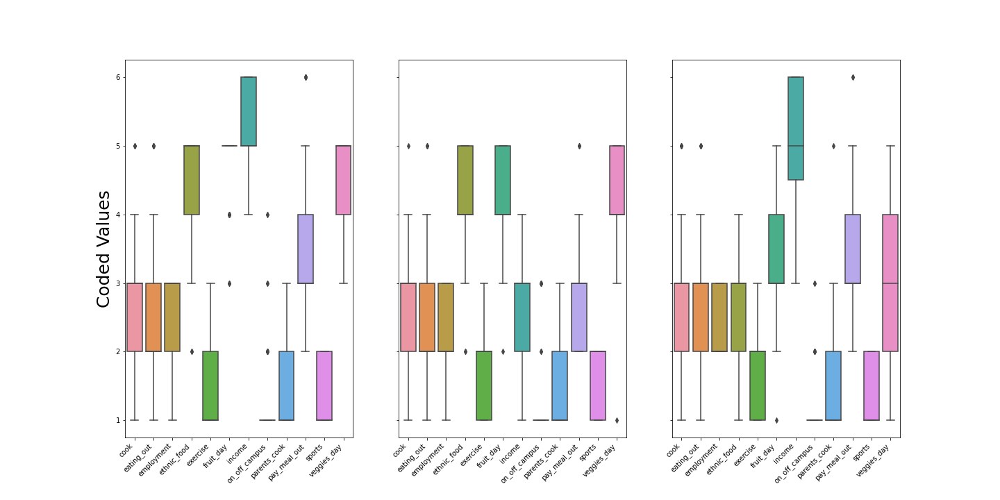 Coded Values
6
5
4
3
2
1
cook
eating_out
employment
ethnic_food
exercise
fruit_day
income
on_off_campus
parents_cook
pay_meal_out
sports
veggies_day
cook
eating_out
employment
ethnic_food
exercise
fruit_day
income
on_off_campus
parents_cook
pay_meal_out
sports
veggies_day
cook
eating_out
employment
ethnic_food
exercise
fruit_day
income
on_off_campus
parents_cook
pay_meal_out
sports
veggies_day